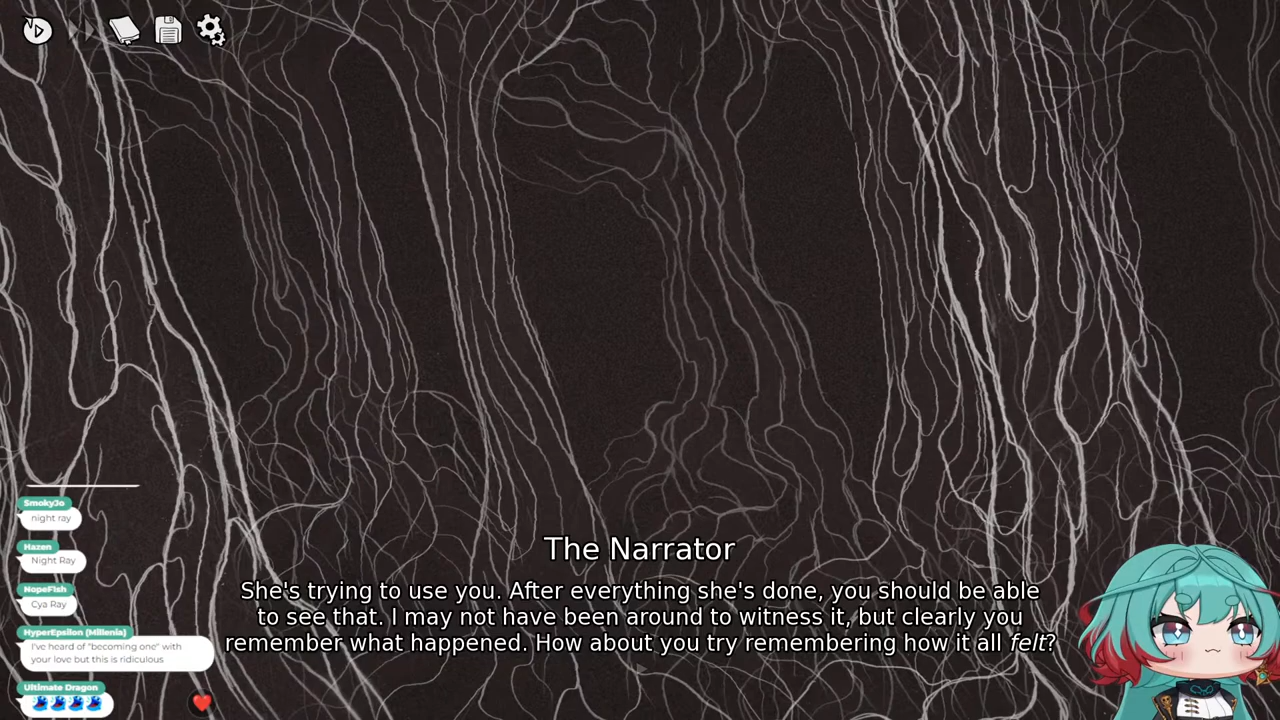 SmokyJo
night ray
Hazen
Night Ray
NopeFish
Cya Ray
HyperEpsilon (Millenia)
I've heard of "becoming one" with
your love but this is ridiculous
Ultimate Dragon
The Narrator
She's trying to use you. After everything she's done, you should be able
to see that. I may not have been around to witness it, but clearly you
remember what happened. How about you try remembering how it all felt?